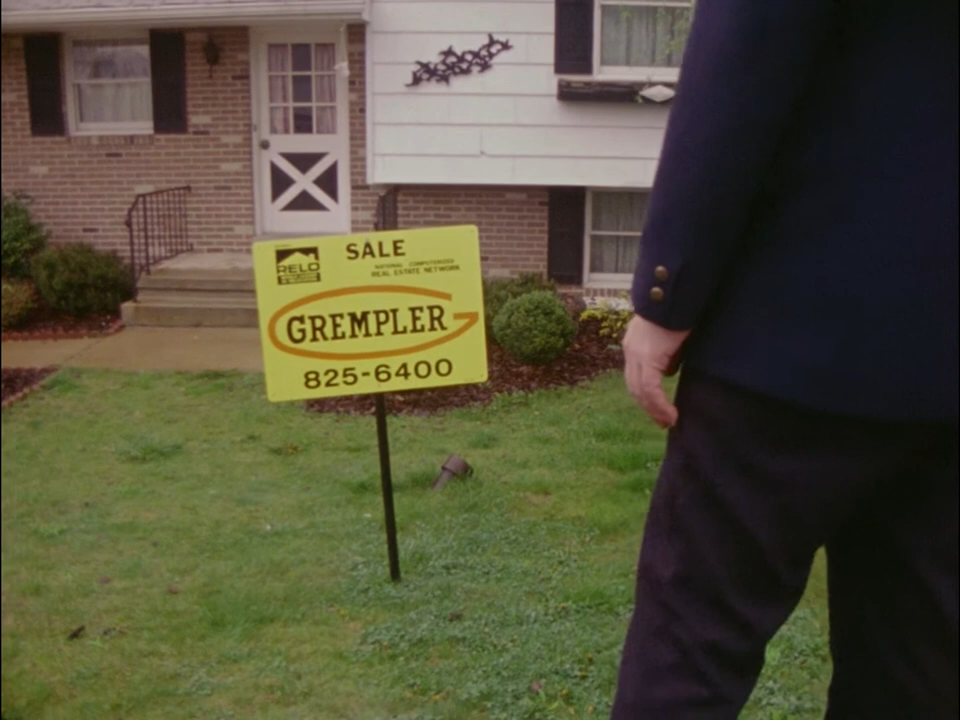 SALE
RELO
NATIONAL COMPUTERIZED
REAL ESTATE NETWORK
GREMPLER
825-6400